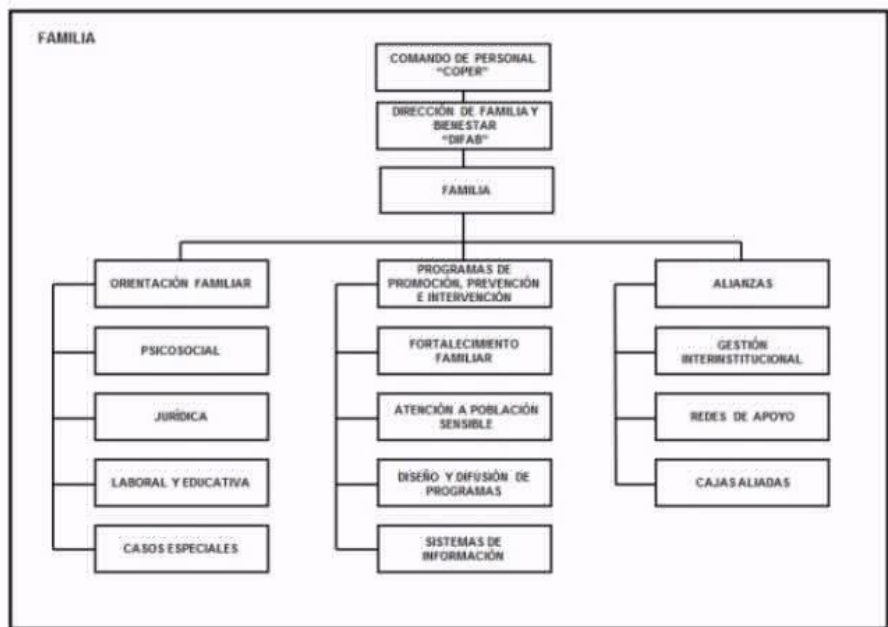 FAMILIA
COMANDO DE PERSONAL
"COPER"
DIRECCIÓN DE FAMILIA Y
BIENESTAR
"DIFAB"
FAMILIA
ORIENTACIÓN FAMILIAR
PSICOSOCIAL
JURÍDICA
LABORAL Y EDUCATIVA
CASOS ESPECIALES
PROGRAMAS DE
PROMOCIÓN, PREVENCIÓN
E INTERVENCIÓN
FORTALECIMIENTO
FAMILIAR
ATENCIÓN A POBLACIÓN
SENSIBLE
DISEÑO Y DIFUSIÓN DE
PROGRAMAS
SISTEMAS DE
INFORMACIÓN
ALIANZAS
GESTIÓN
INTERINSTITUCIONAL
REDES DE APOYO
CAJAS ALIADAS